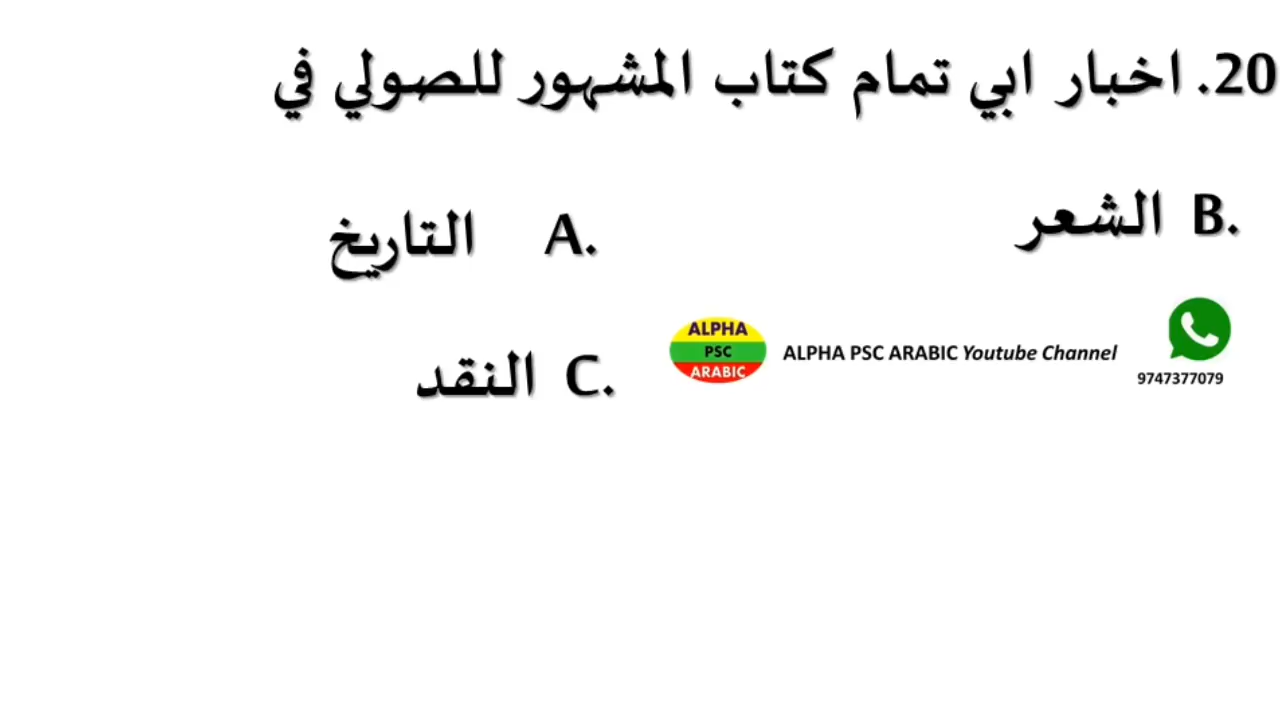 20. اخبار ابي تمام كتاب المشهور للصولي في
B. الشعر
A. التاريخ
ALPHA
PSC
ARABIC
ALPHA PSC ARABIC Youtube Channel
9747377079
C. النقد